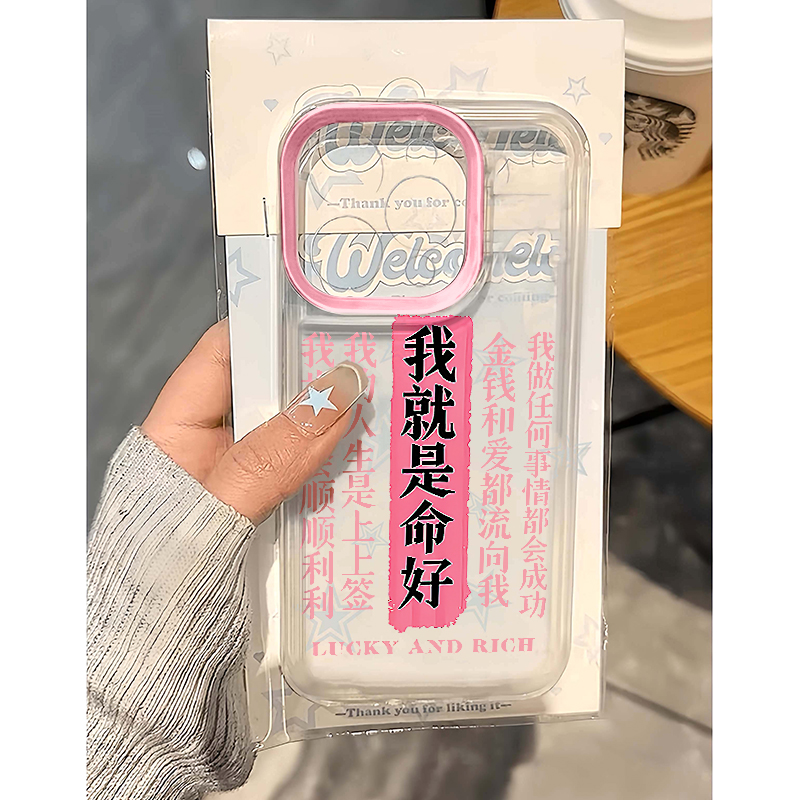 Welcome
—Thank you for
Welcome
我做任何事情都会成功
金钱和爱都流向我
我就是命好
我的人生是上上签
我 顺顺利利
LUCKY AND RICH
—Thank you for liking it—